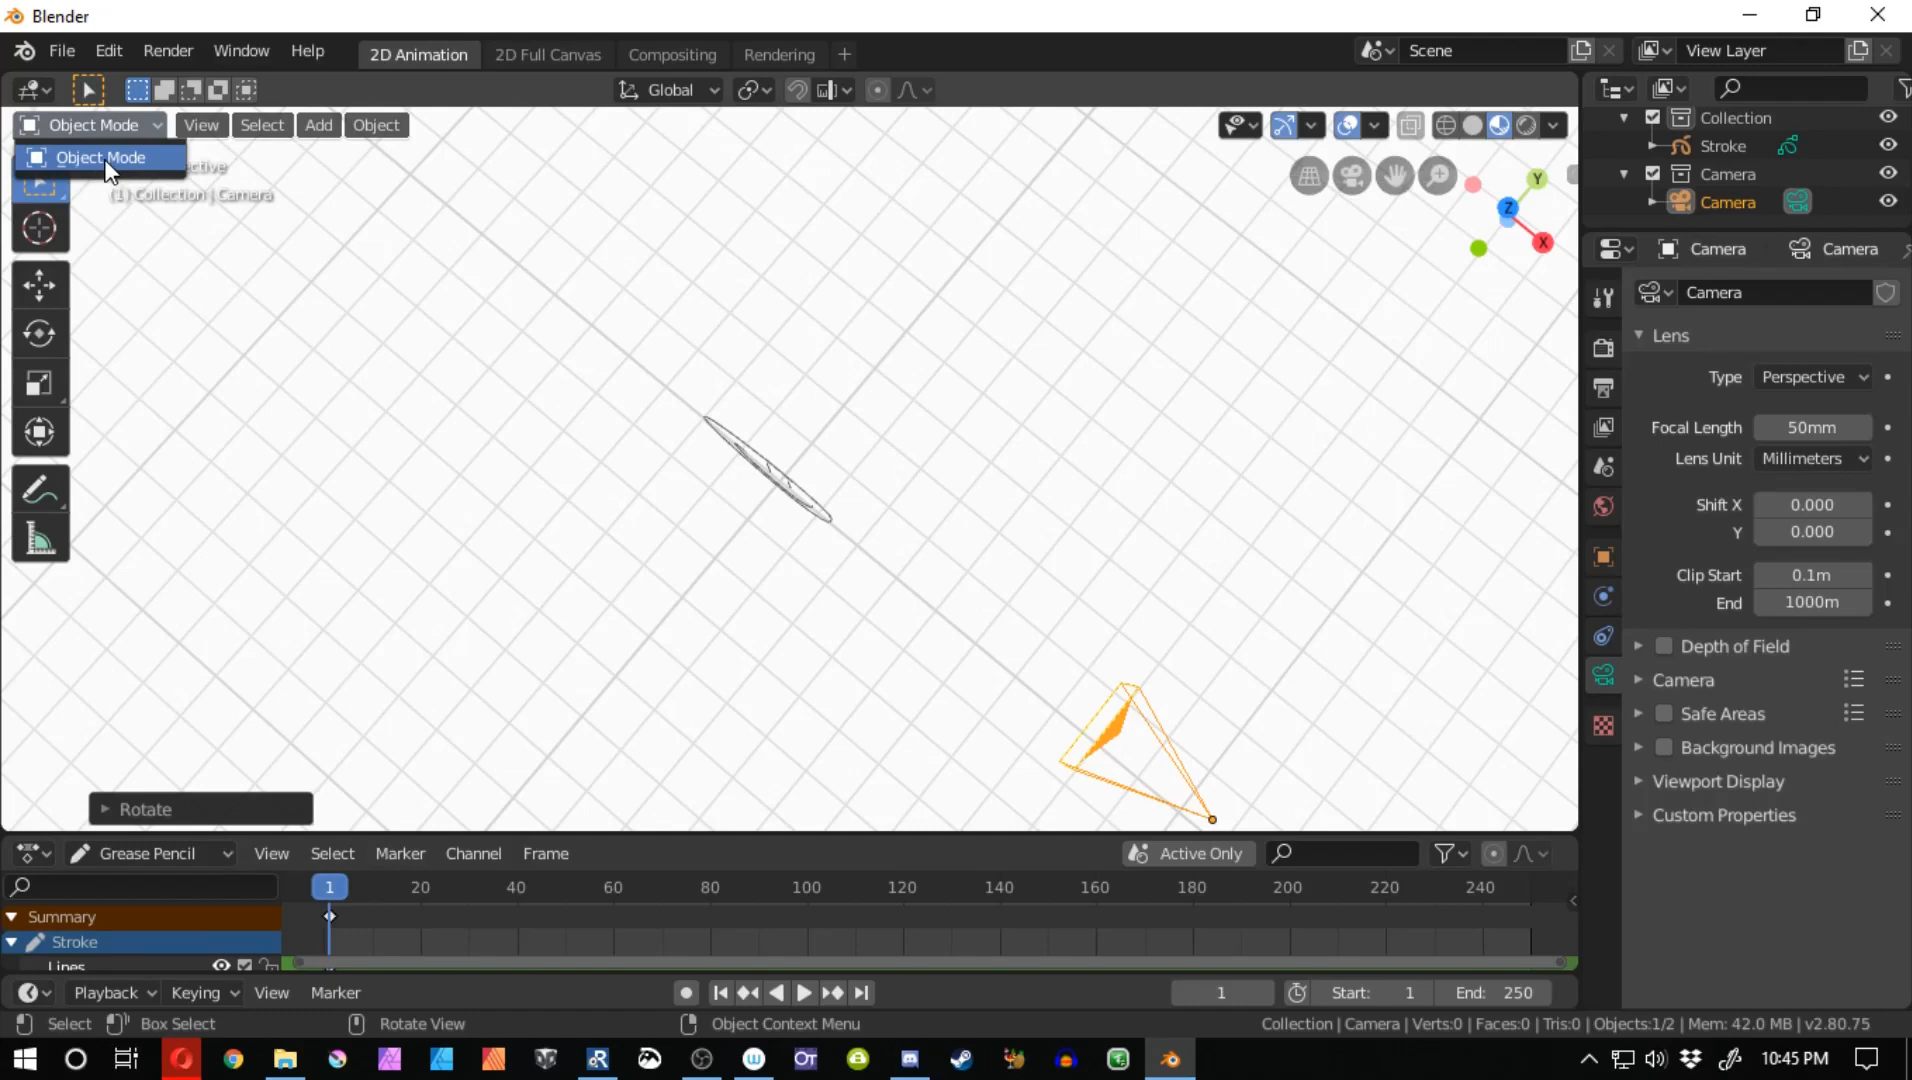 Blender
File Edit Render Window Help 2D Animation 2D Full Canvas Compositing Rendering + Scene View Layer
Global
Object Mode View Select Add Object
Object Mode
ective
(1) Collection | Camera
Y
Z
X
Collection
Stroke
Camera
Camera
Camera Camera
Camera
Lens
Type Perspective
Focal Length 50mm
Lens Unit Millimeters
Shift X 0.000
Y 0.000
Clip Start 0.1m
End 1000m
Depth of Field
Camera
Safe Areas
Background Images
Viewport Display
Custom Properties
Rotate
Grease Pencil View Select Marker Channel Frame Active Only
1 20 40 60 80 100 120 140 160 180 200 220 240
Summary
Stroke
Lines
Playback Keying View Marker 1 Start: 1 End: 250
Select Box Select Rotate View Object Context Menu Collection | Camera | Verts:0 | Faces:0 | Tris:0 | Objects:1/2 | Mem: 42.0 MB | v2.80.75
10:45 PM